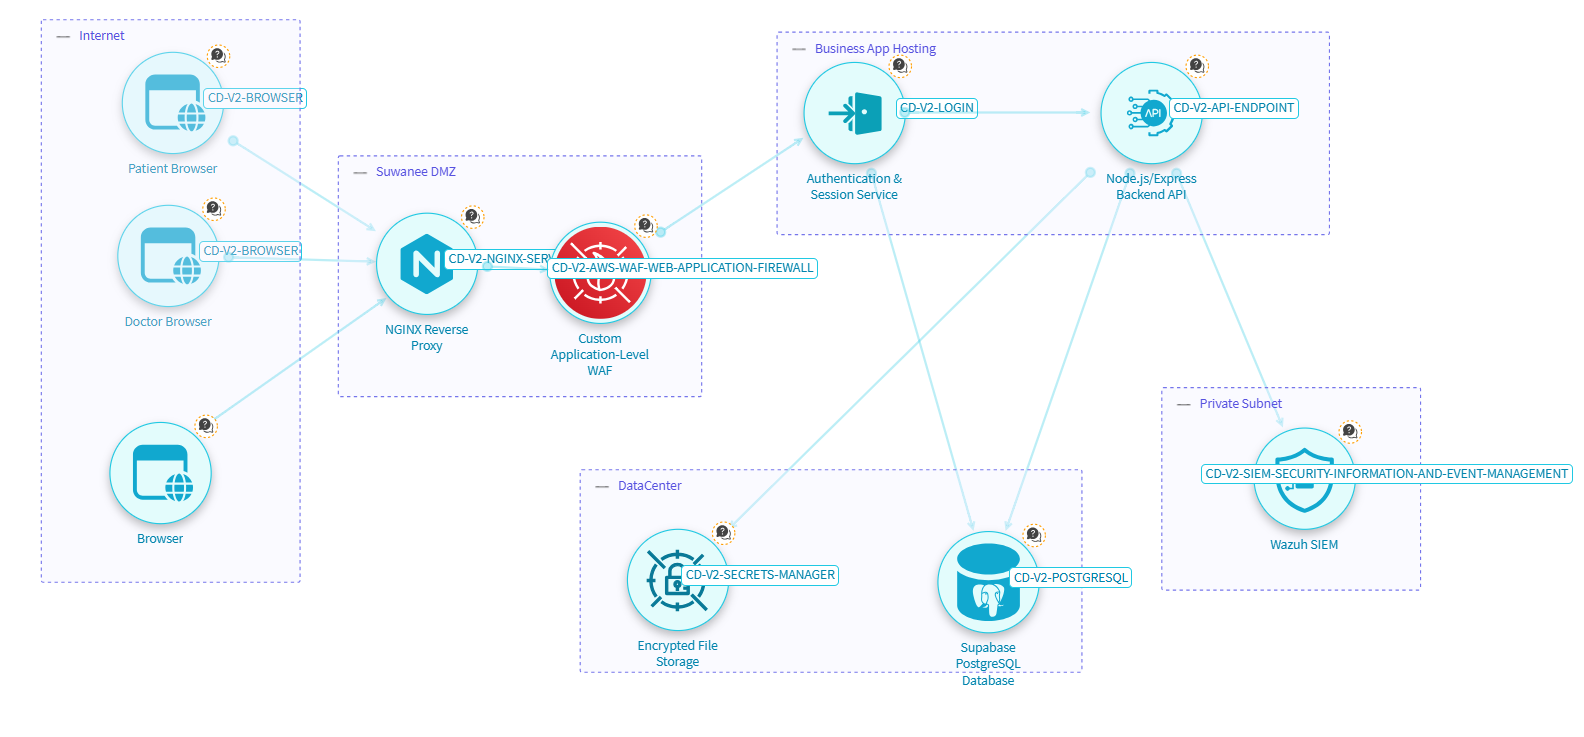 Internet
CD-V2-BROWSER
Patient Browser
CD-V2-BROWSER
Doctor Browser
Browser
Suwanee DMZ
N
CD-V2-NGINX-SERV
NGINX Reverse
Proxy
CD-V2-AWS-WAF-WEB-APPLICATION-FIREWALL
Custom
Application-Level
WAF
Business App Hosting
CD-V2-LOGIN
Authentication &
Session Service
API
CD-V2-API-ENDPOINT
Node.js/Express
Backend API
DataCenter
CD-V2-SECRETS-MANAGER
Encrypted File
Storage
CD-V2-POSTGRESQL
Supabase
PostgreSQL
Database
Private Subnet
CD-V2-SIEM-SECURITY-INFORMATION-AND-EVENT-MANAGEMENT
Wazuh SIEM